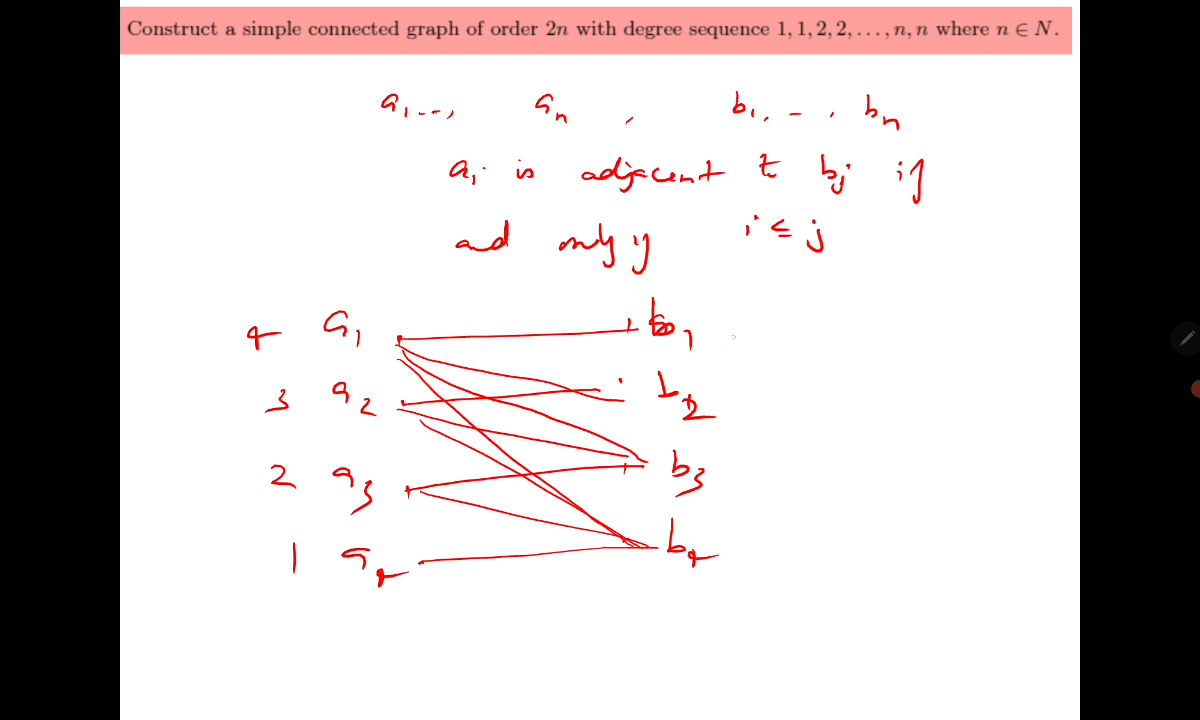 Construct a simple connected graph of order 2n with degree sequence 1, 1, 2, 2, . . . , n, n where n ∈ N.
a₁ . . . , aₙ , b₁ , - . , bₙ
aᵢ is adjacent to bⱼ if
and only if i ≤ j
4 a₁ b₁
3 a₂ b₂
2 a₃ b₃
1 a₄ b₄